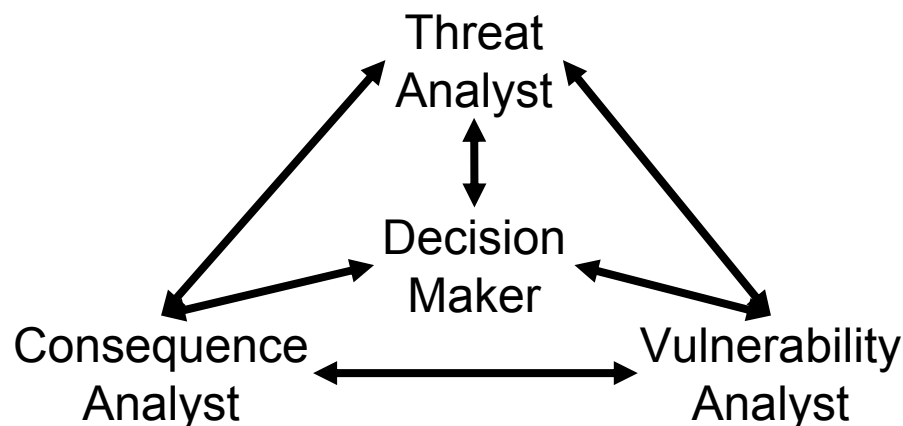 Threat
Analyst
Decision
Maker
Consequence
Analyst
Vulnerability
Analyst